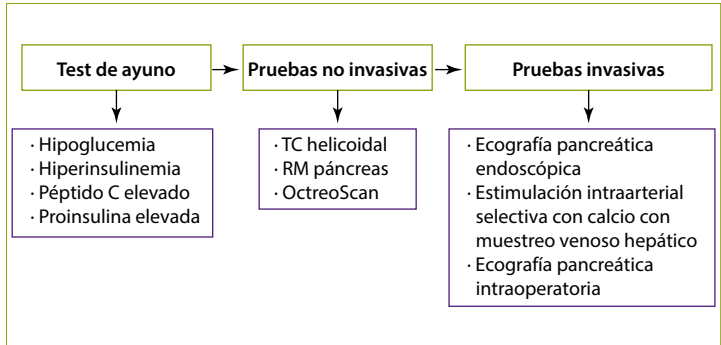 Test de ayuno
Pruebas no invasivas
Pruebas invasivas
· Hipoglucemia
· Hiperinsulinemia
· Péptido C elevado
· Proinsulina elevada
· TC helicoidal
· RM páncreas
· OctreoScan
· Ecografía pancreática
endoscópica
· Estimulación intraarterial
selectiva con calcio con
muestreo venoso hepático
· Ecografía pancreática
intraoperatoria